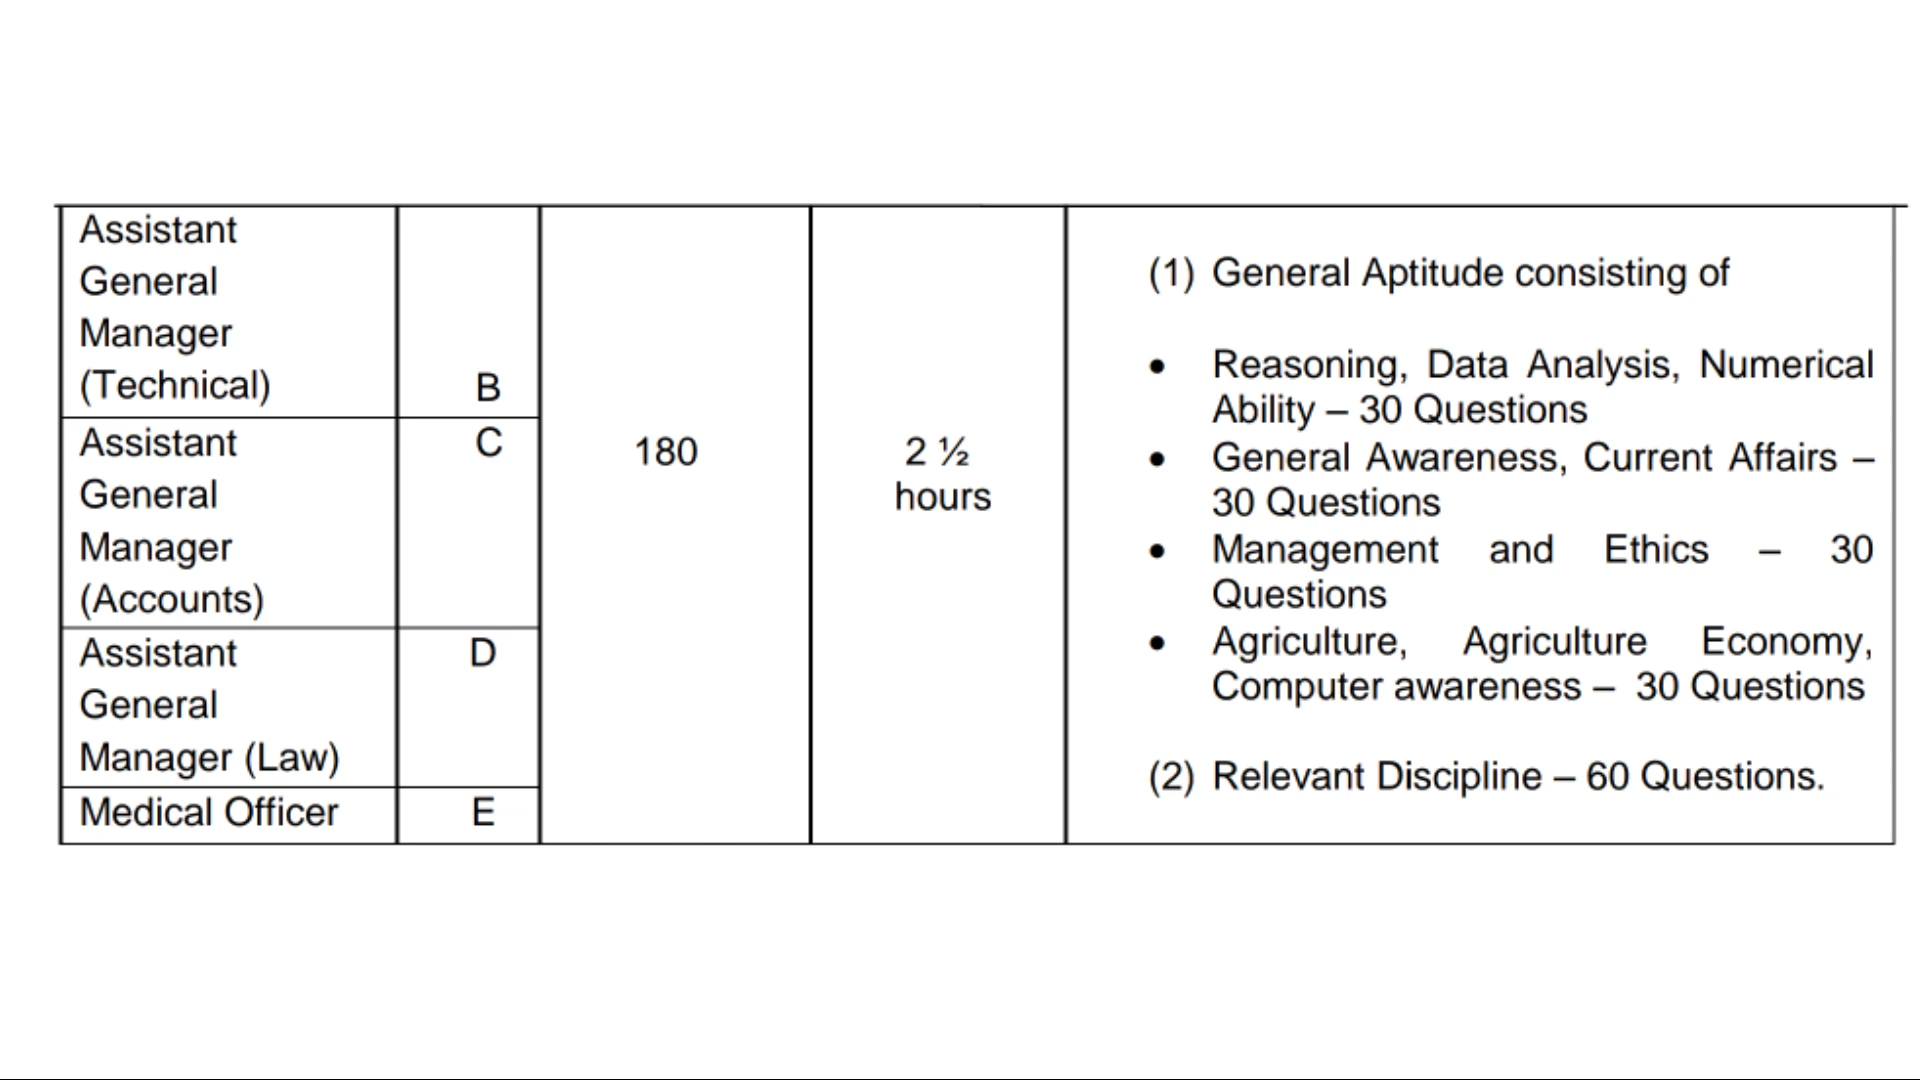 Assistant
General
Manager
(Technical)
B
Assistant
General
Manager
(Accounts)
C
Assistant
General
Manager (Law)
D
Medical Officer
E
180
2 ½
hours
(1) General Aptitude consisting of
• Reasoning, Data Analysis, Numerical
Ability – 30 Questions
• General Awareness, Current Affairs –
30 Questions
• Management and Ethics – 30
Questions
• Agriculture, Agriculture Economy,
Computer awareness – 30 Questions
(2) Relevant Discipline – 60 Questions.